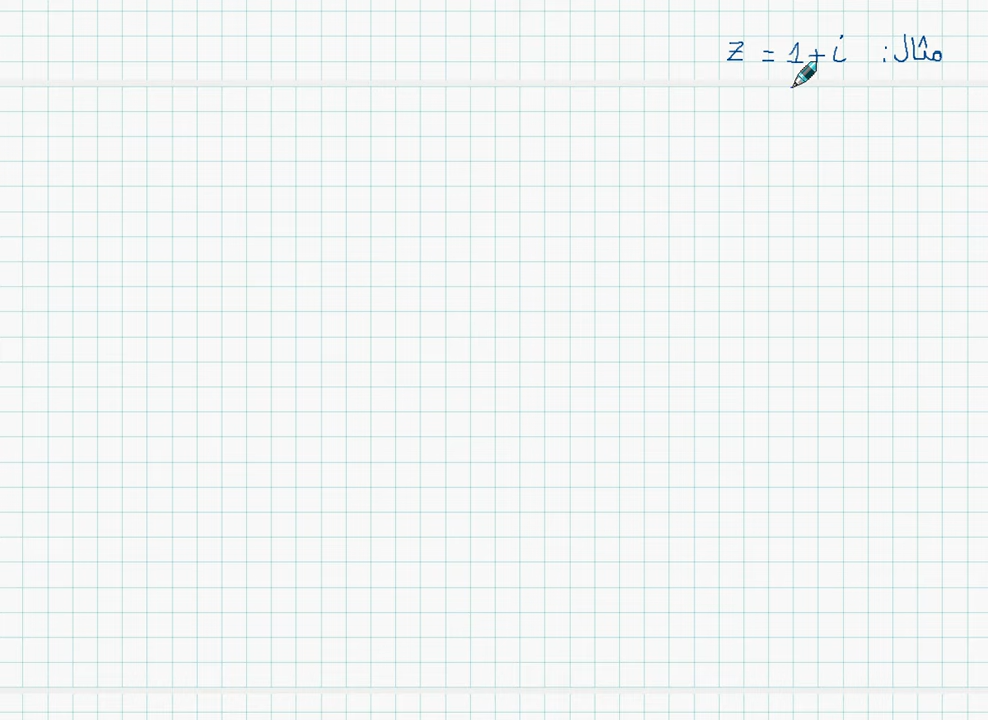 مثال: z = 1 + i